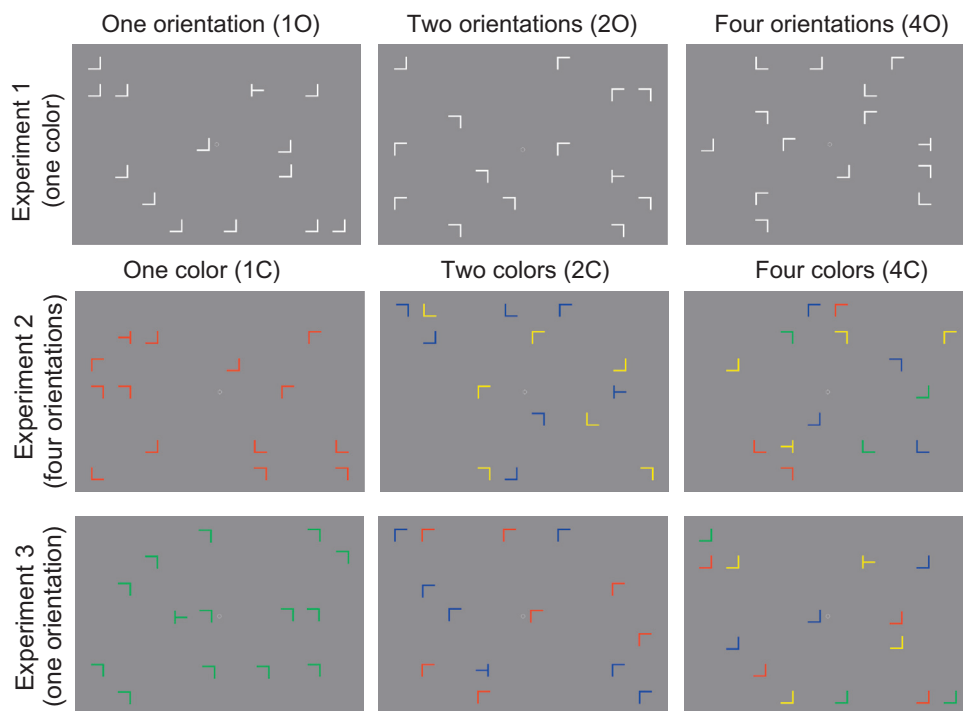 One orientation (1O)
Two orientations (2O)
Four orientations (4O)
Experiment 1
(one color)
One color (1C)
Two colors (2C)
Four colors (4C)
Experiment 2
(four orientations)
Experiment 3
(one orientation)